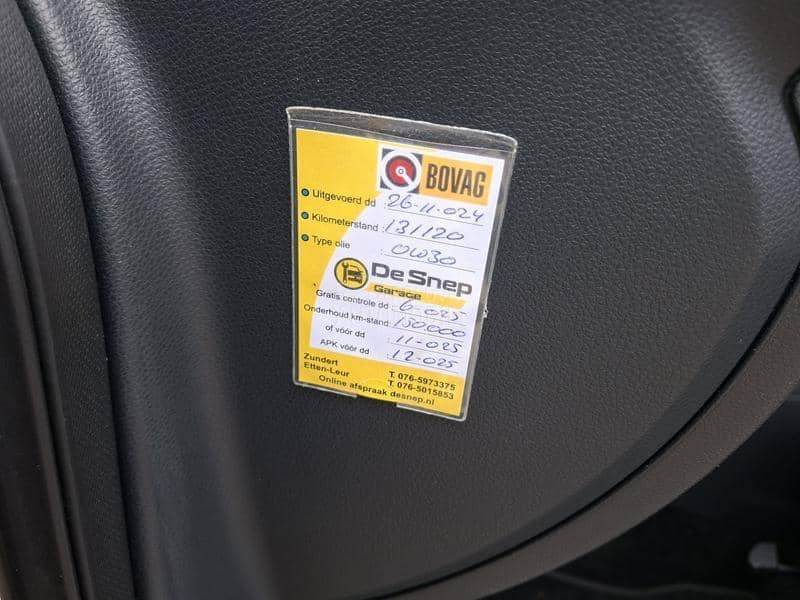 BOVAG
Uitgevoerd dd : 26-11-024
Kilometerstand : 131120
Type olie : 0W30
De Snep
Garage
Gratis controle dd : 6-025
Onderhoud km-stand: 150.000
of vóór dd : 11-025
APK vóór dd : 12-025
Zundert T. 076-5973375
Etten-Leur T. 076-5015853
Online afspraak desnep.nl